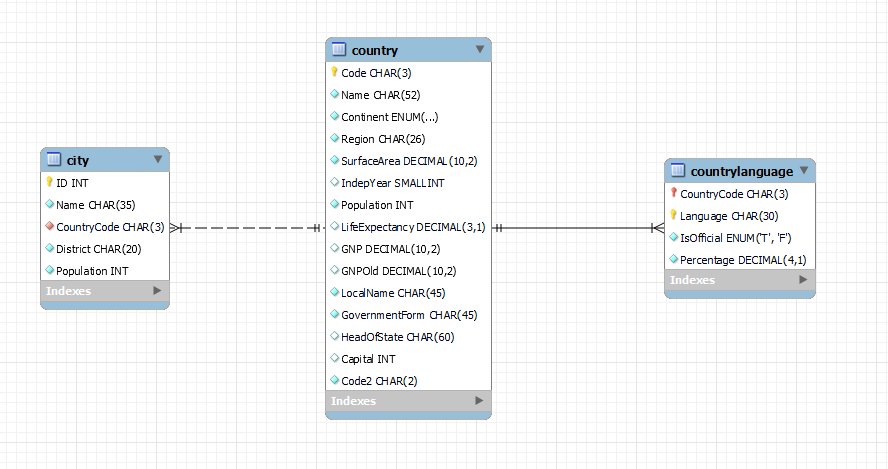 city
ID INT
Name CHAR(35)
CountryCode CHAR(3)
District CHAR(20)
Population INT
Indexes
country
Code CHAR(3)
Name CHAR(52)
Continent ENUM(...)
Region CHAR(26)
SurfaceArea DECIMAL(10,2)
IndepYear SMALLINT
Population INT
LifeExpectancy DECIMAL(3,1)
GNP DECIMAL(10,2)
GNPOld DECIMAL(10,2)
LocalName CHAR(45)
GovernmentForm CHAR(45)
HeadOfState CHAR(60)
Capital INT
Code2 CHAR(2)
Indexes
countrylanguage
CountryCode CHAR(3)
Language CHAR(30)
IsOfficial ENUM('T', 'F')
Percentage DECIMAL(4,1)
Indexes